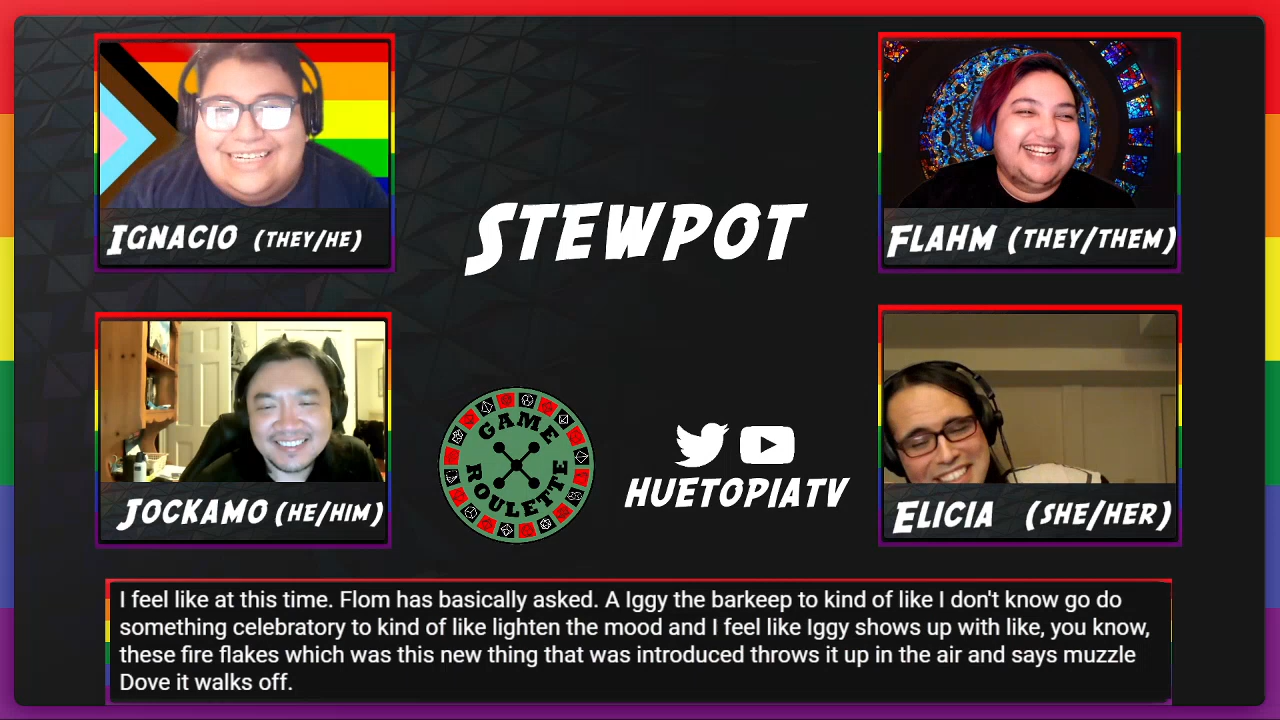 IGNACIO (THEY/HE)
STEWPOT
FLAHM (THEY/THEM)
JOCKAMO (HE/HIM)
GAME
ROULETTE
HUETOPIATV
ELICIA (SHE/HER)
I feel like at this time. Flom has basically asked. A Iggy the barkeep to kind of like I don't know go do
something celebratory to kind of like lighten the mood and I feel like Iggy shows up with like, you know,
these fire flakes which was this new thing that was introduced throws it up in the air and says muzzle
Dove it walks off.